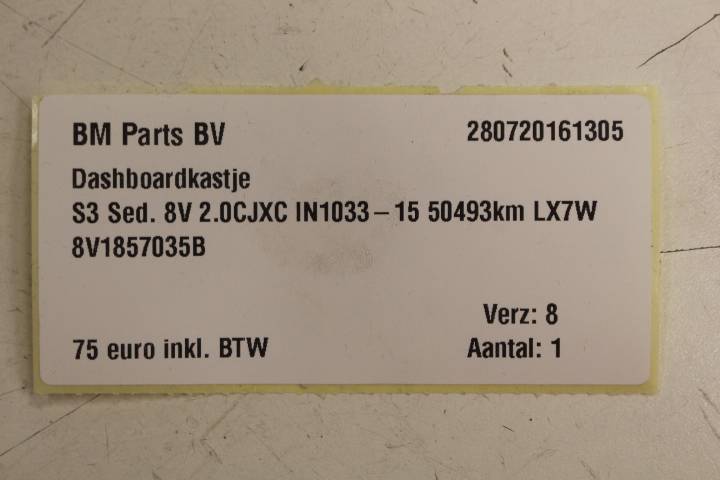 BM Parts BV 280720161305
Dashboardkastje
S3 Sed. 8V 2.0CJXC IN1033 – 15 50493km LX7W
8V1857035B
Verz: 8
75 euro inkl. BTW Aantal: 1